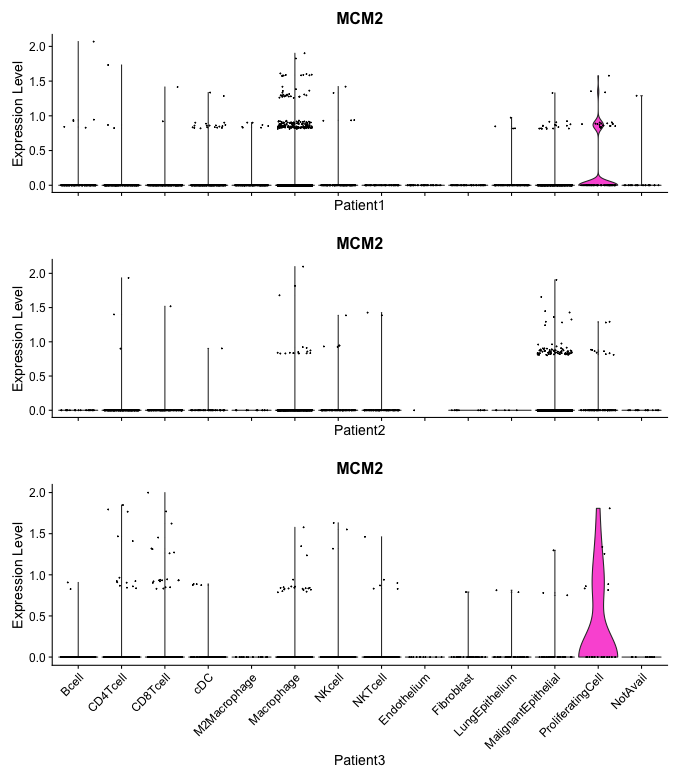 MCM2
Expression Level
2.0
1.5
1.0
0.5
0.0
Patient1
MCM2
Expression Level
2.0
1.5
1.0
0.5
0.0
Patient2
MCM2
Expression Level
2.0
1.5
1.0
0.5
0.0
Bcell
CD4Tcell
CD8Tcell
cDC
M2Macrophage
Macrophage
NKcell
NKTcell
Endothelium
Fibroblast
LungEpithelium
MalignantEpithelial
ProliferatingCell
NotAvail
Patient3